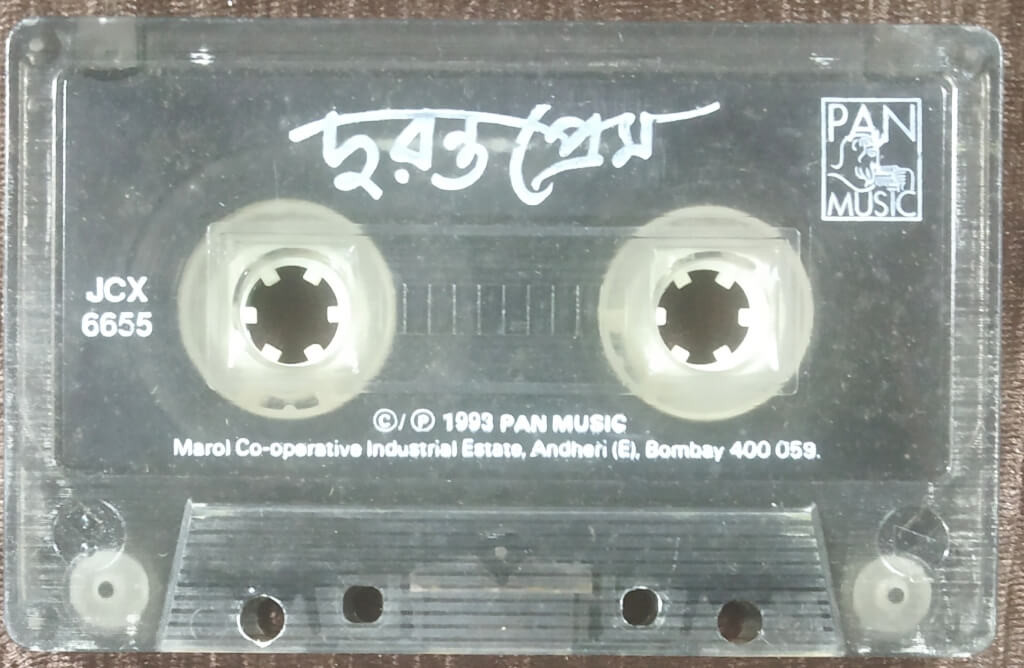 দুরন্ত প্রেম
PAN
MUSIC
JCX
6655
©/℗ 1993 PAN MUSIC
Marol Co-operative Industrial Estate, Andheri (E), Bombay 400 059.